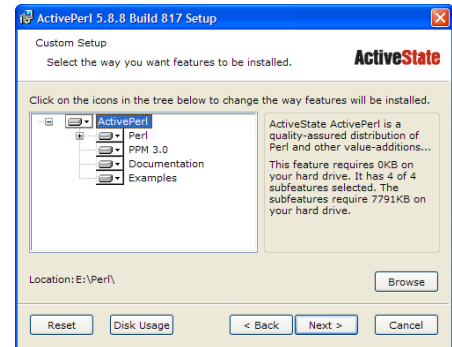 ActivePerl 5.8.8 Build 817 Setup
Custom Setup
Select the way you want features to be installed.
ActiveState
Click on the icons in the tree below to change the way features will be installed.
ActivePerl
Perl
PPM 3.0
Documentation
Examples
ActiveState ActivePerl is a
quality-assured distribution of
Perl and other value-additions...
This feature requires 0KB on
your hard drive. It has 4 of 4
subfeatures selected. The
subfeatures require 7791KB on
your hard drive.
Location:E:\Perl\
Browse
Reset
Disk Usage
< Back
Next >
Cancel